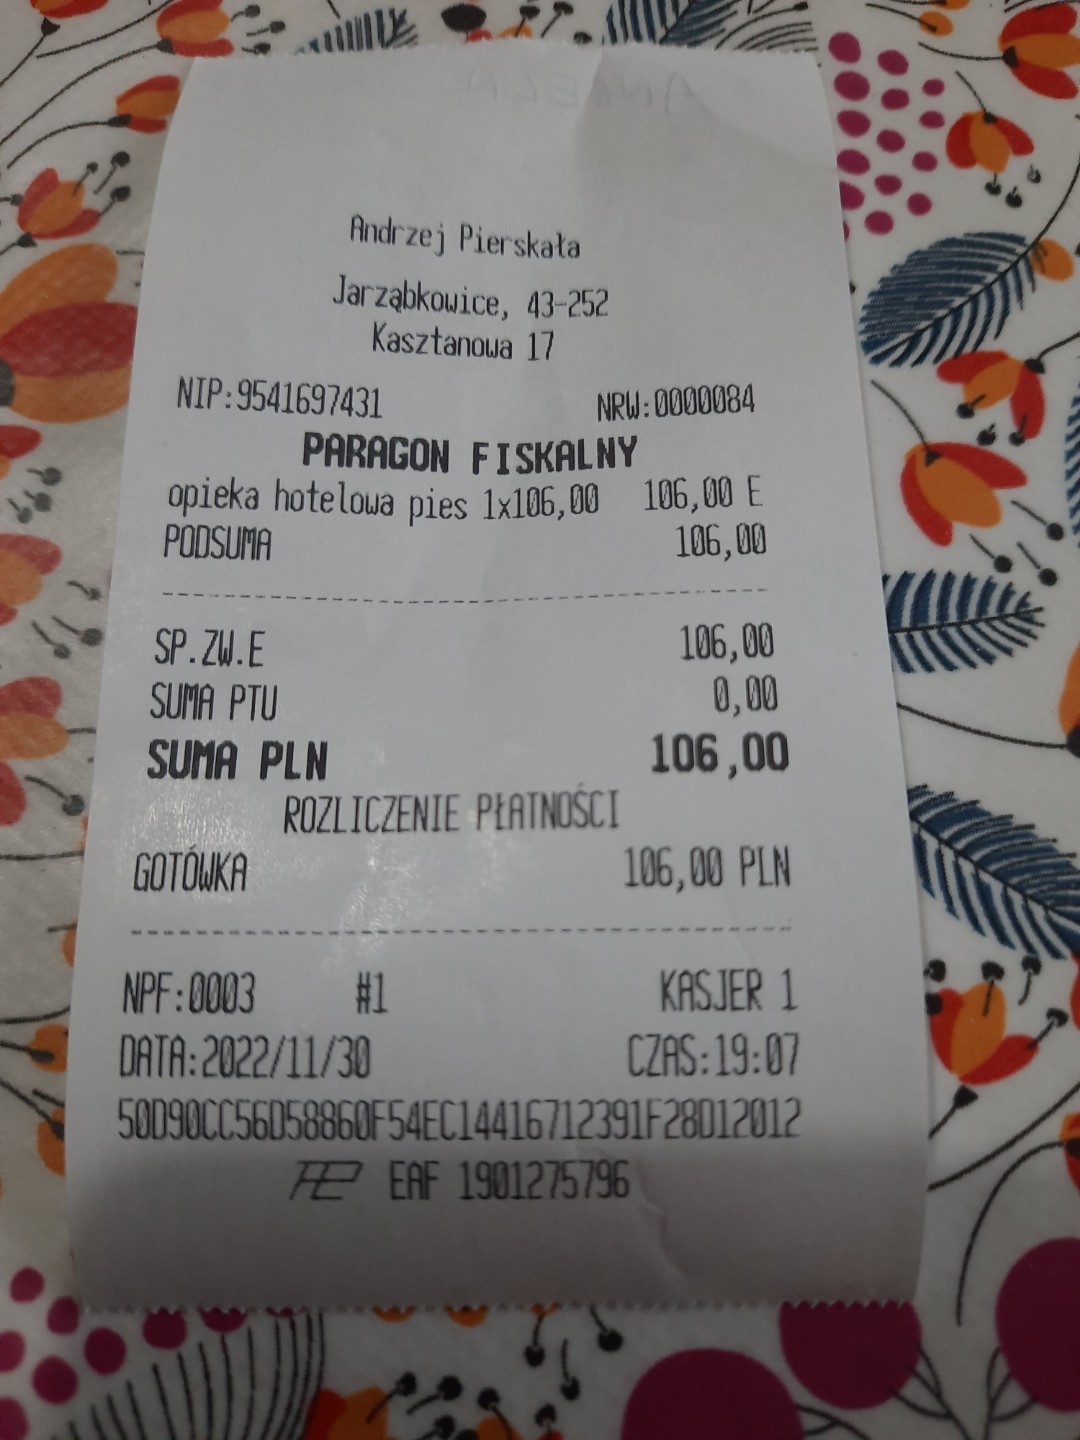 Andrzej Pierskała
Jarząbkowice, 43-252
Kasztanowa 17
NIP:9541697431 NRW:0000084
PARAGON FISKALNY
opieka hotelowa pies 1x106,00 106,00 E
PODSUMA 106,00
SP.ZW.E 106,00
SUMA PTU 0,00
SUMA PLN 106,00
ROZLICZENIE PŁATNOŚCI
GOTÓWKA 106,00 PLN
NPF:0003 #1 KASJER 1
DATA:2022/11/30 CZAS:19:07
50D90CC56D58860F54EC14416712391F28D12012
EAF 1901275796